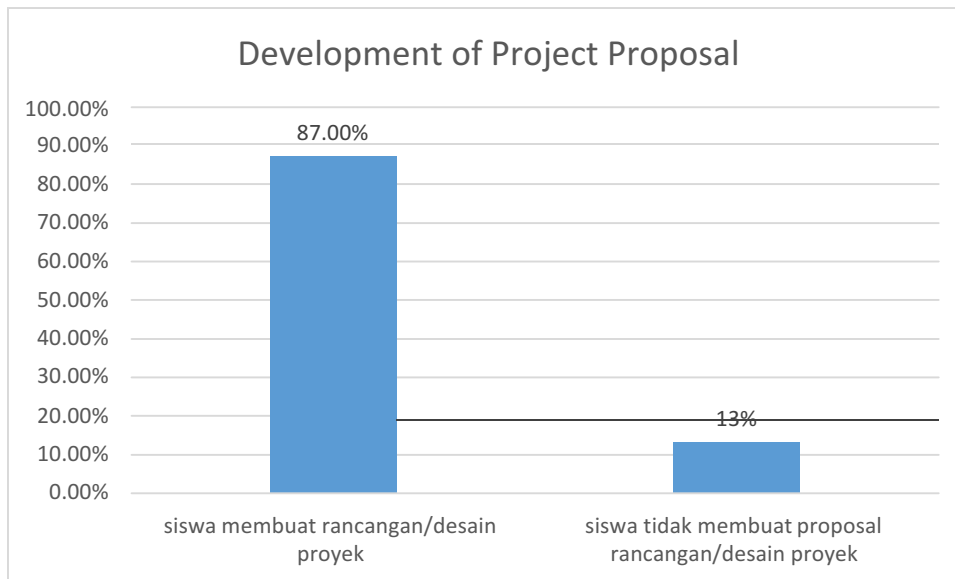 Development of Project Proposal
100.00%
90.00%
80.00%
70.00%
60.00%
50.00%
40.00%
30.00%
20.00%
10.00%
0.00%
87.00%
13%
siswa membuat rancangan/desain
proyek
siswa tidak membuat proposal
rancangan/desain proyek